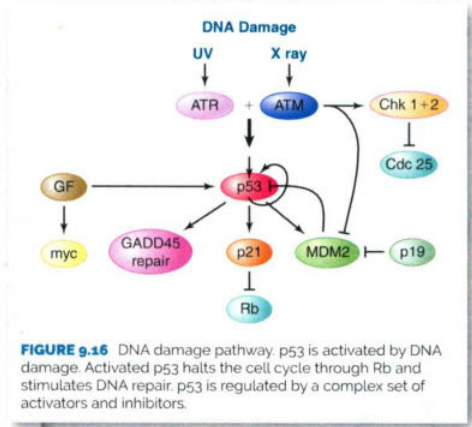 DNA Damage
UV X ray
ATR + ATM Chk 1+2
Cdc 25
GF p53
myc GADD45 repair p21 MDM2 p19
Rb
FIGURE 9.16 DNA damage pathway. p53 is activated by DNA
damage. Activated p53 halts the cell cycle through Rb and
stimulates DNA repair. p53 is regulated by a complex set of
activators and inhibitors.